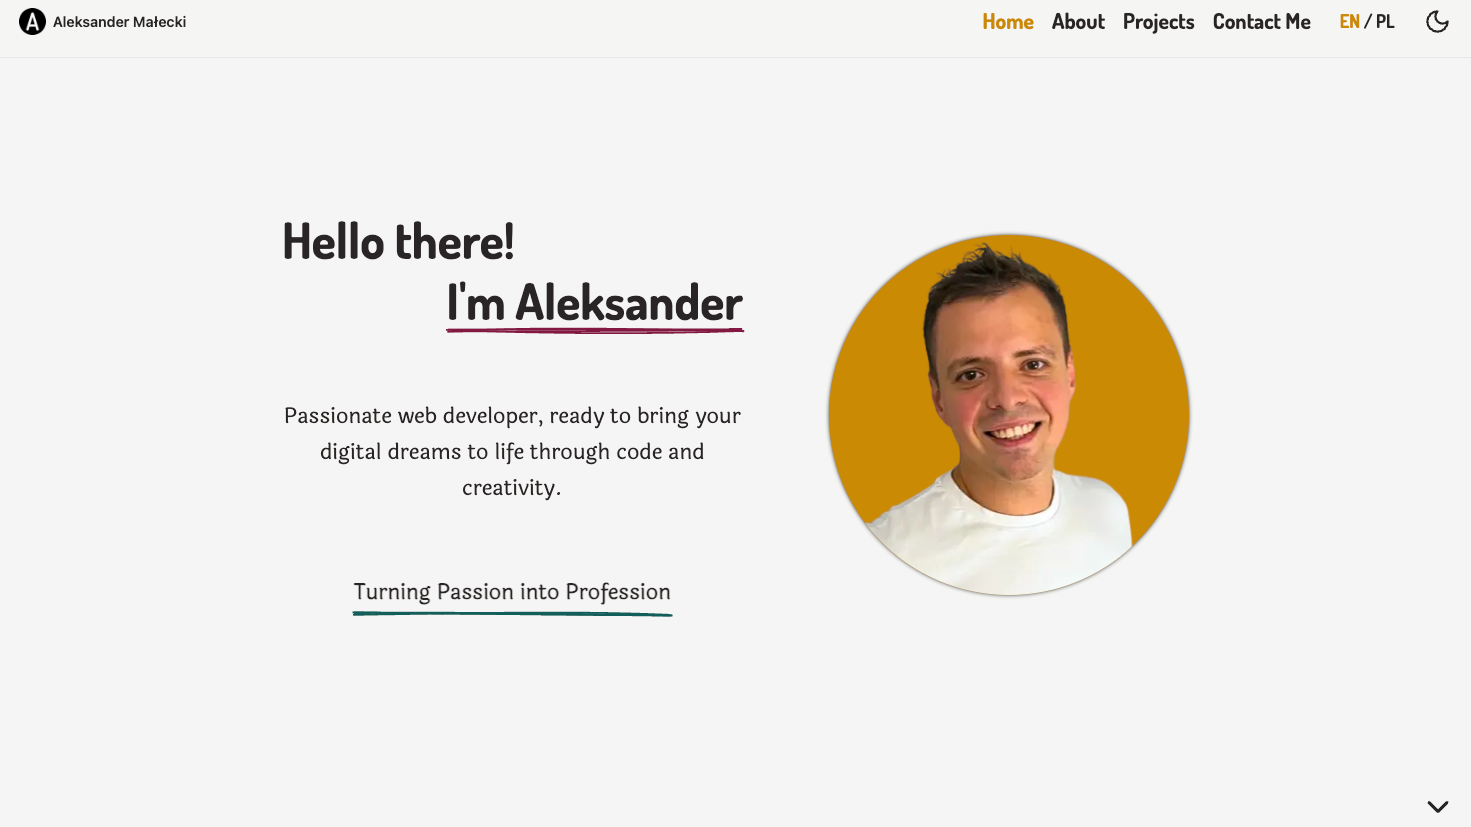 A Aleksander Małecki
Home About Projects Contact Me EN / PL
Hello there!
I'm Aleksander
Passionate web developer, ready to bring your
digital dreams to life through code and
creativity.
Turning Passion into Profession